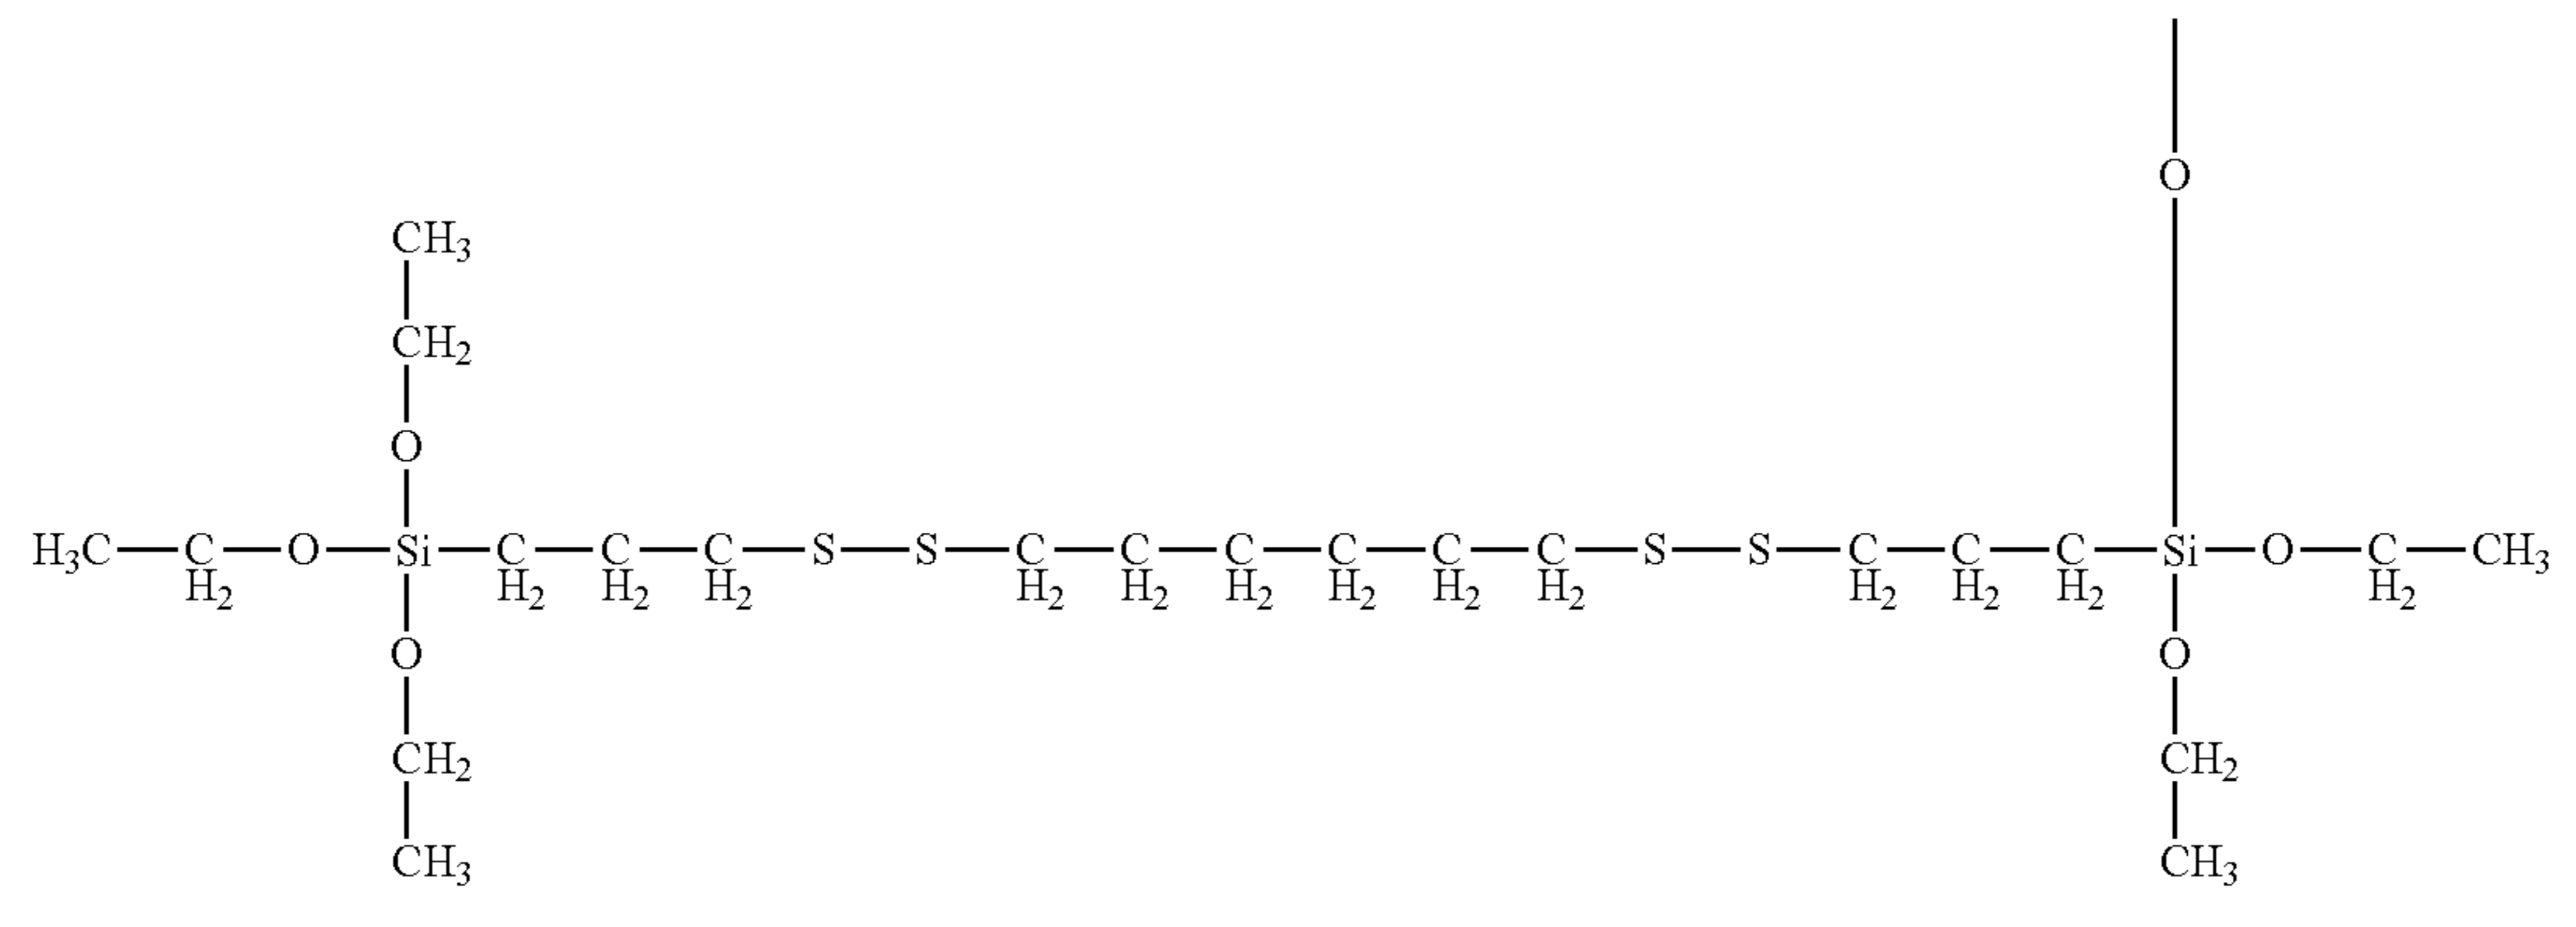 O
CH₃
CH₂
O
H₃C—C—O—Si—C—C—C—S—S—C—C—C—C—C—C—S—S—C—C—C—Si—O—C—CH₃
H₂ H₂ H₂ H₂ H₂ H₂ H₂ H₂ H₂ H₂ H₂ H₂ H₂ H₂
O O
CH₂ CH₂
CH₃ CH₃